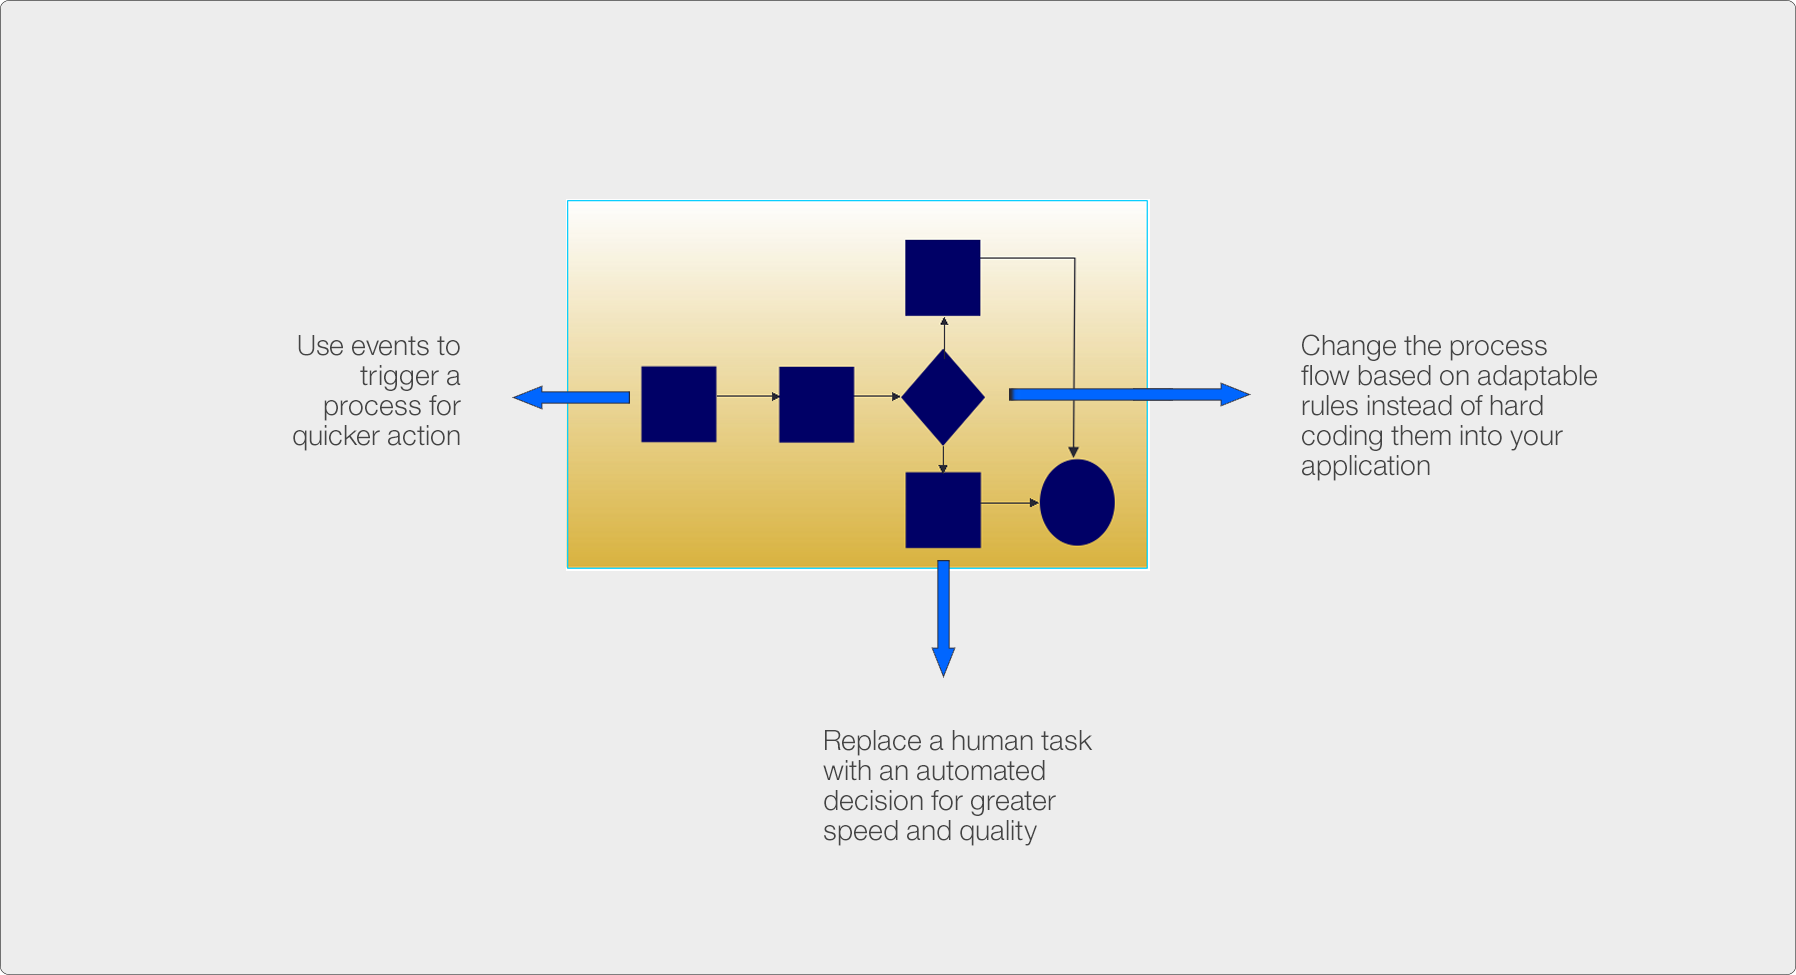 Use events to
trigger a
process for
quicker action
Change the process
flow based on adaptable
rules instead of hard
coding them into your
application
Replace a human task
with an automated
decision for greater
speed and quality